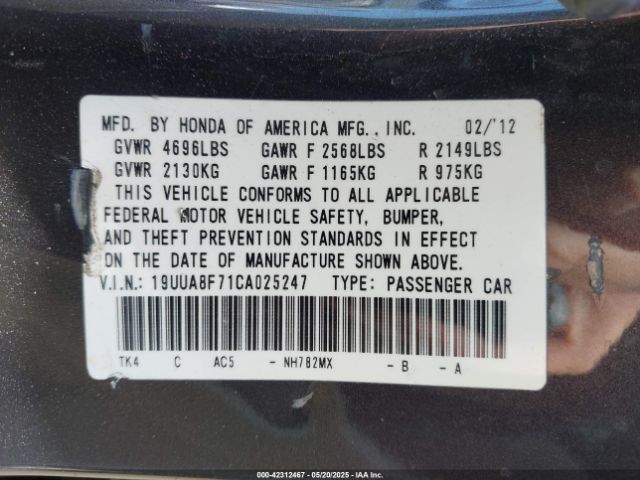 MFD. BY HONDA OF AMERICA MFG., INC. 02/'12
GVWR 4696LBS GAWR F 2568LBS R 2149LBS
GVWR 2130KG GAWR F 1165KG R 975KG
THIS VEHICLE CONFORMS TO ALL APPLICABLE
FEDERAL MOTOR VEHICLE SAFETY, BUMPER,
AND THEFT PREVENTION STANDARDS IN EFFECT
ON THE DATE OF MANUFACTURE SHOWN ABOVE.
V.I.N.: 19UUA8F71CA025247 TYPE: PASSENGER CAR
TK4 C AC5 - NH782MX - B - A
000-42312467 - 05/20/2025 - IAA Inc.